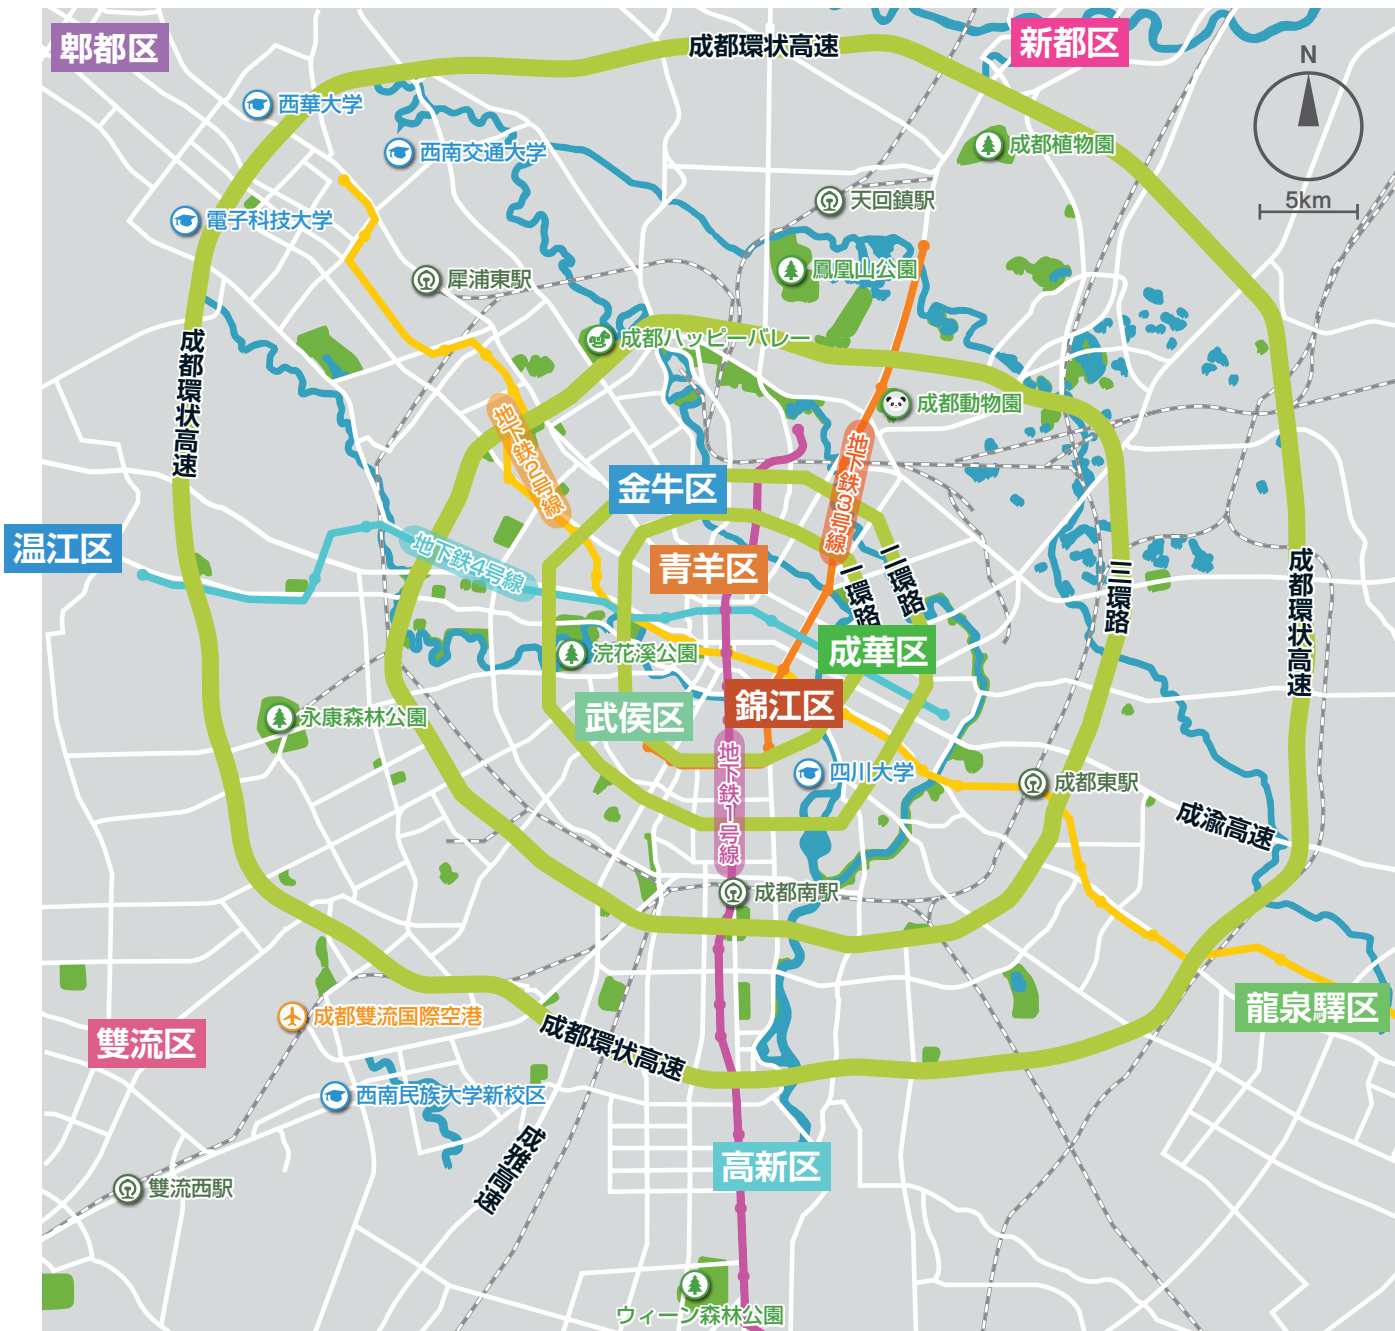 郫都区
成都環状高速
新都区
N
5km
西華大学
西南交通大学
成都植物園
電子科技大学
天回鎮駅
犀浦東駅
鳳凰山公園
成都ハッピーバレー
成都環状高速
成都動物園
地下鉄2号線
地下鉄3号線
金牛区
温江区
地下鉄4号線
青羊区
一環路
二環路
三環路
成都環状高速
浣花溪公園
成華区
武侯区
錦江区
永康森林公園
地下鉄1号線
四川大学
成都東駅
成渝高速
成都南駅
龍泉驛区
成都雙流国際空港
雙流区
成都環状高速
西南民族大学新校区
成雅高速
高新区
雙流西駅
ウィーン森林公園